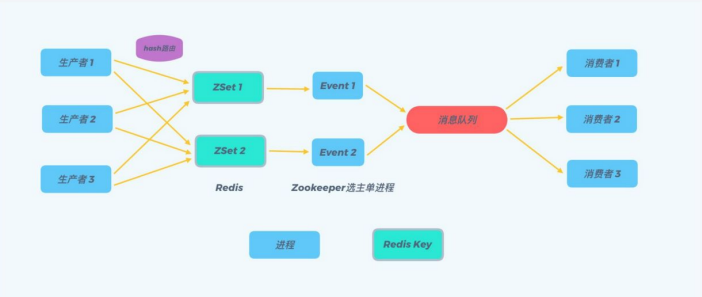 hash路由
生产者 1
消费者 1
ZSet 1
Event 1
生产者 2
消息队列
消费者 2
ZSet 2
Event 2
生产者 3
消费者 3
Redis
Zookeeper选主单进程
进程
Redis Key